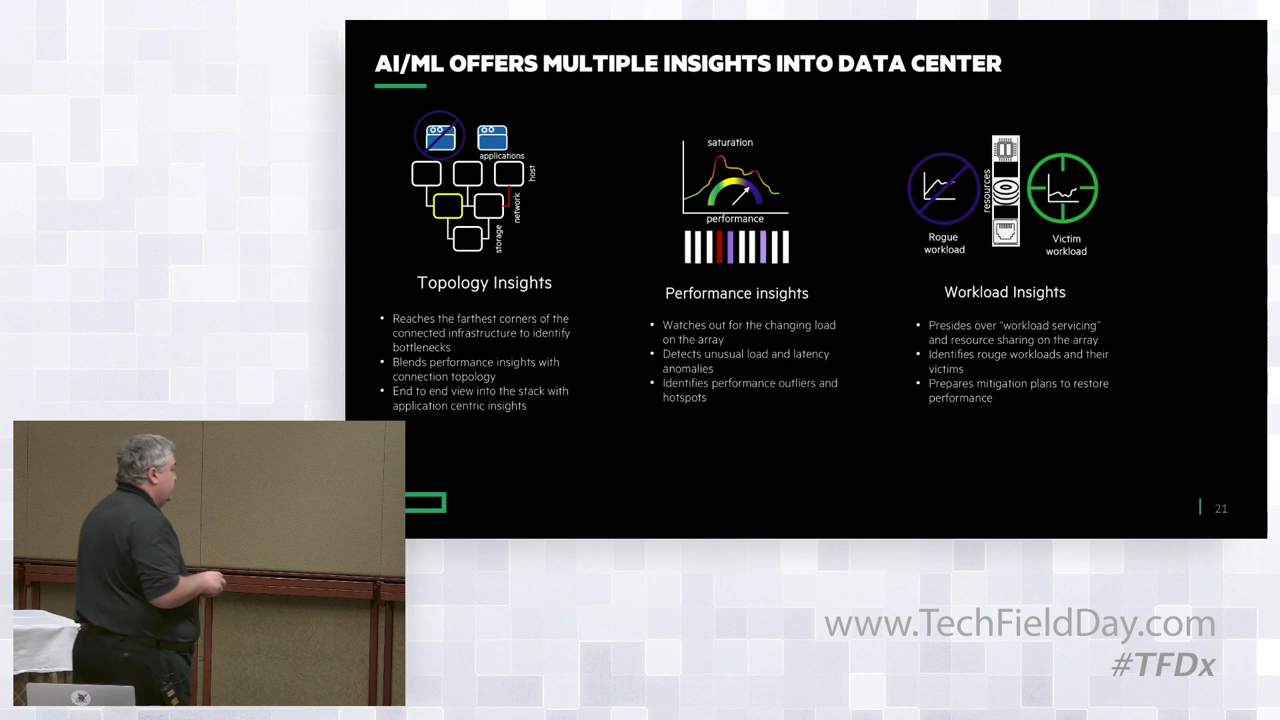 AI/ML OFFERS MULTIPLE INSIGHTS INTO DATA CENTER
applications
host
network
storage
Topology Insights
• Reaches the farthest corners of the
connected infrastructure to identify
bottlenecks
• Blends performance insights with
connection topology
• End to end view into the stack with
application centric insights
saturation
performance
Performance insights
• Watches out for the changing load
on the array
• Detects unusual load and latency
anomalies
• Identifies performance outliers and
hotspots
resources
Rogue
workload
Victim
workload
Workload Insights
• Presides over "workload servicing"
and resource sharing on the array
• Identifies rouge workloads and their
victims
• Prepares mitigation plans to restore
performance
21
www.TechFieldDay.com
#TFDx